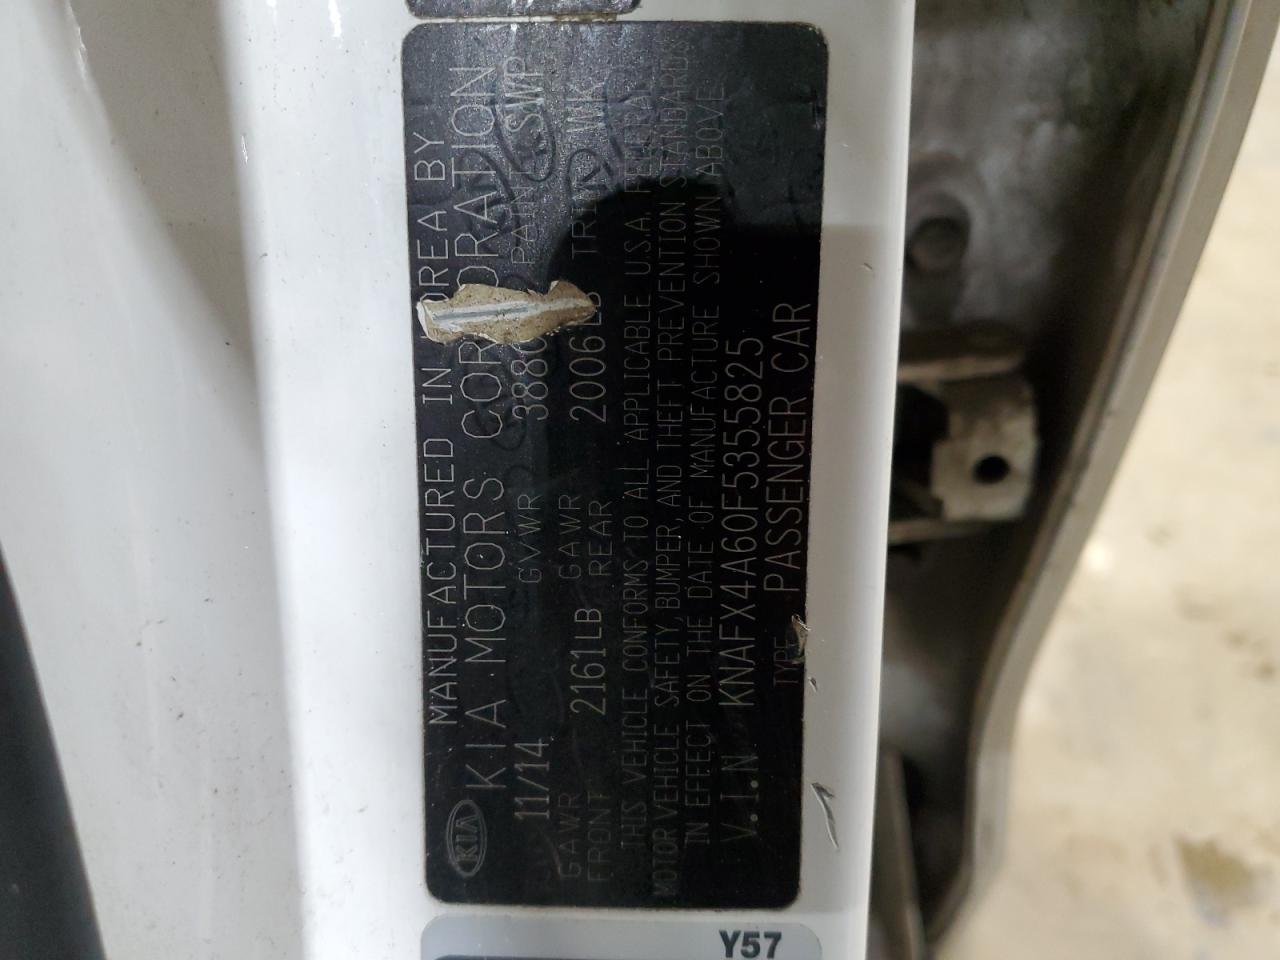 MANUFACTURED IN KOREA BY
KIA KIA MOTORS CORPORATION
11/14 GVWR PAINT SWP
GAWR FRONT 2161LB GAWR REAR 2006LB TRIM WK
THIS VEHICLE CONFORMS TO ALL APPLICABLE U.S.A. FEDERAL
MOTOR VEHICLE SAFETY, BUMPER, AND THEFT PREVENTION STANDARDS
IN EFFECT ON THE DATE OF MANUFACTURE SHOWN ABOVE
V.I.N KNAFX4A60F5355825
TYPE PASSENGER CAR
Y57